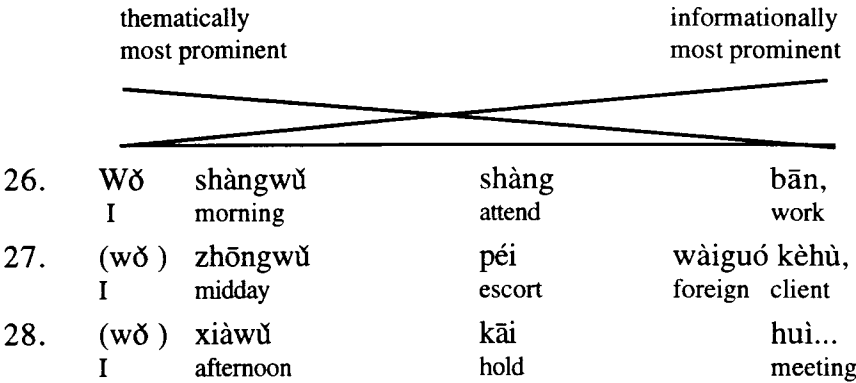 thematically informationally
most prominent most prominent
26. Wǒ shàngwǔ shàng bān,
I morning attend work
27. (wǒ ) zhōngwǔ péi wàiguó kèhù,
I midday escort foreign client
28. (wǒ ) xiàwǔ kāi huì...
I afternoon hold meeting